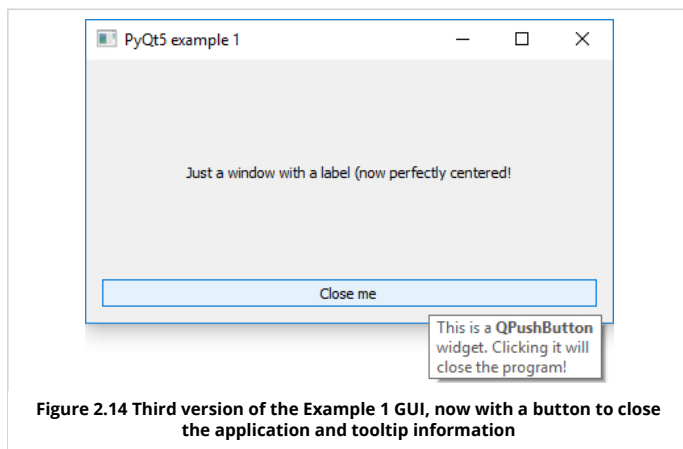 PyQt5 example 1
Just a window with a label (now perfectly centered!
Close me
This is a QPushButton
widget. Clicking it will
close the program!
Figure 2.14 Third version of the Example 1 GUI, now with a button to close
the application and tooltip information